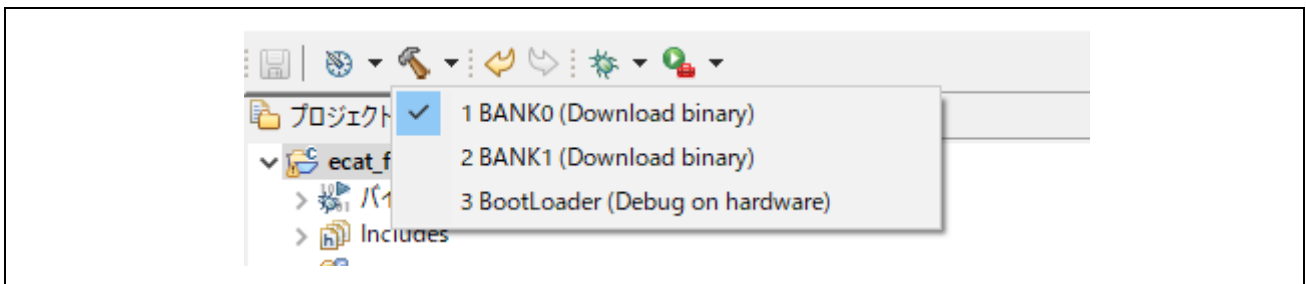 プロジェクト
1 BANK0 (Download binary)
ecat_f
2 BANK1 (Download binary)
3 BootLoader (Debug on hardware)
Includes